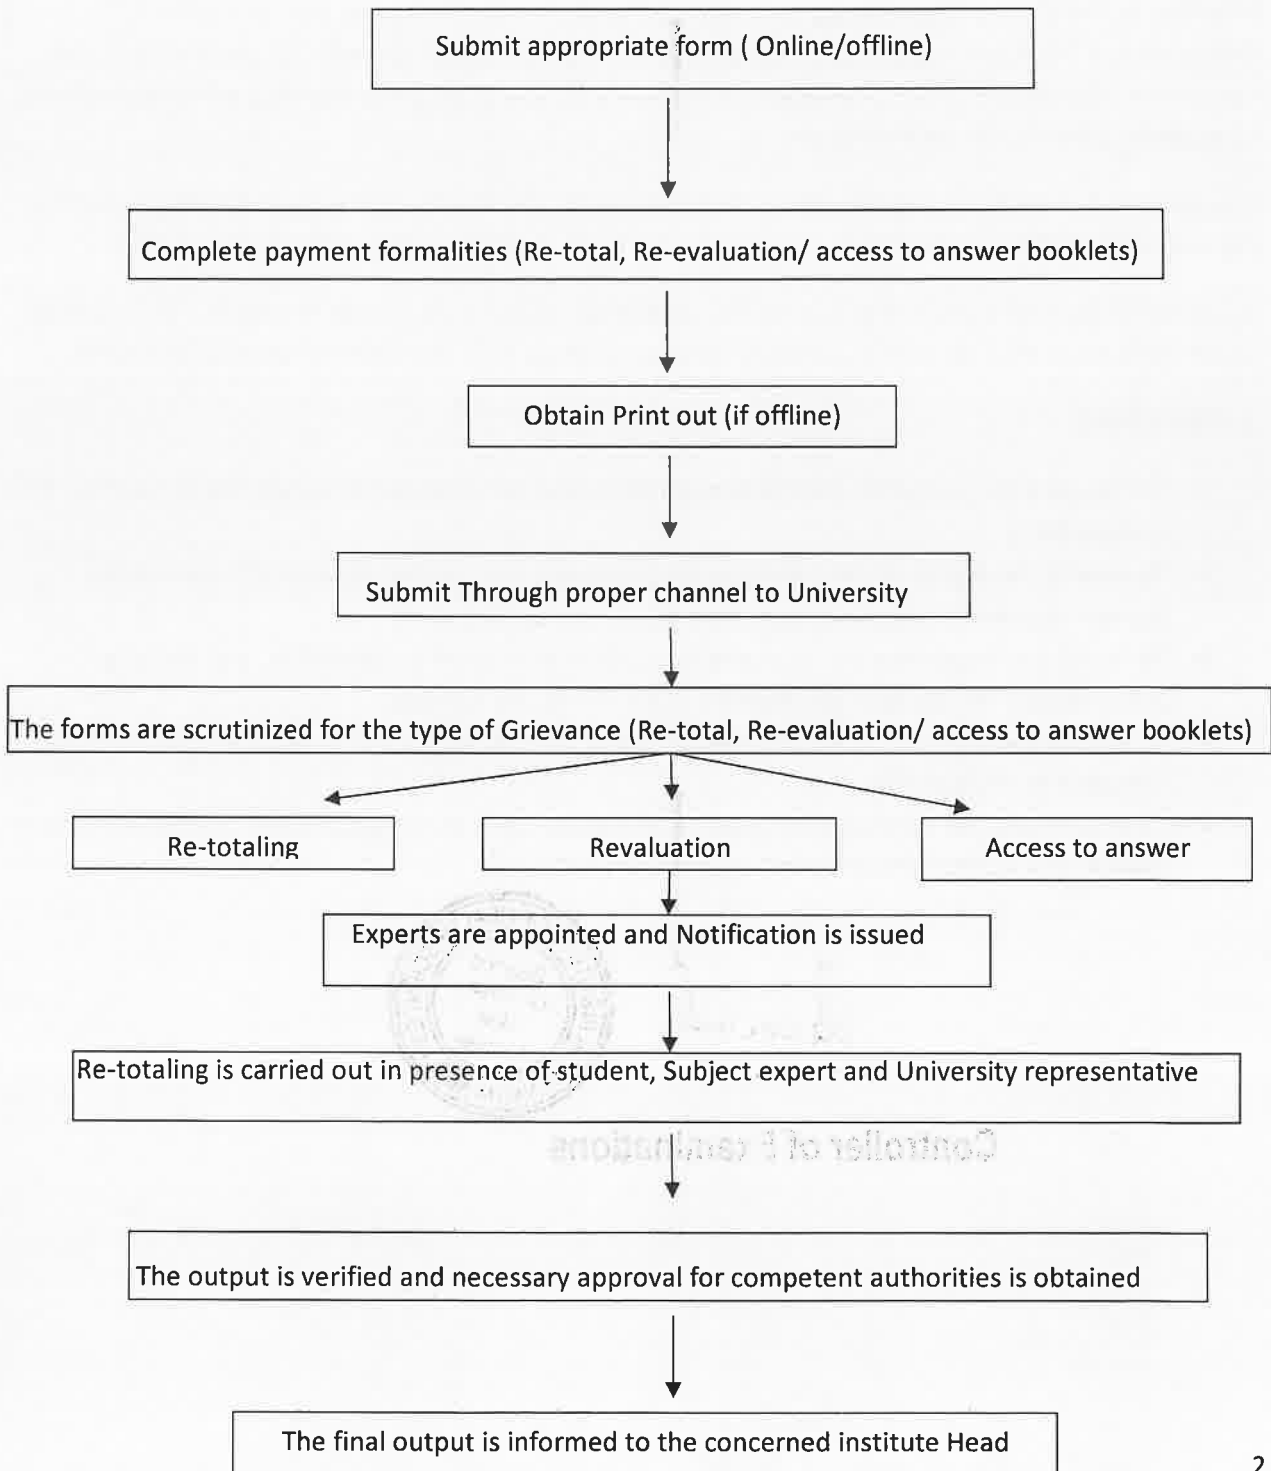 Submit appropriate form ( Online/offline)
Complete payment formalities (Re-total, Re-evaluation/ access to answer booklets)
Obtain Print out (if offline)
Submit Through proper channel to University
The forms are scrutinized for the type of Grievance (Re-total, Re-evaluation/ access to answer booklets)
Re-totaling
Revaluation
Access to answer
Experts are appointed and Notification is issued
Re-totaling is carried out in presence of student, Subject expert and University representative
Controller of Examinations
The output is verified and necessary approval for competent authorities is obtained
The final output is informed to the concerned institute Head
2